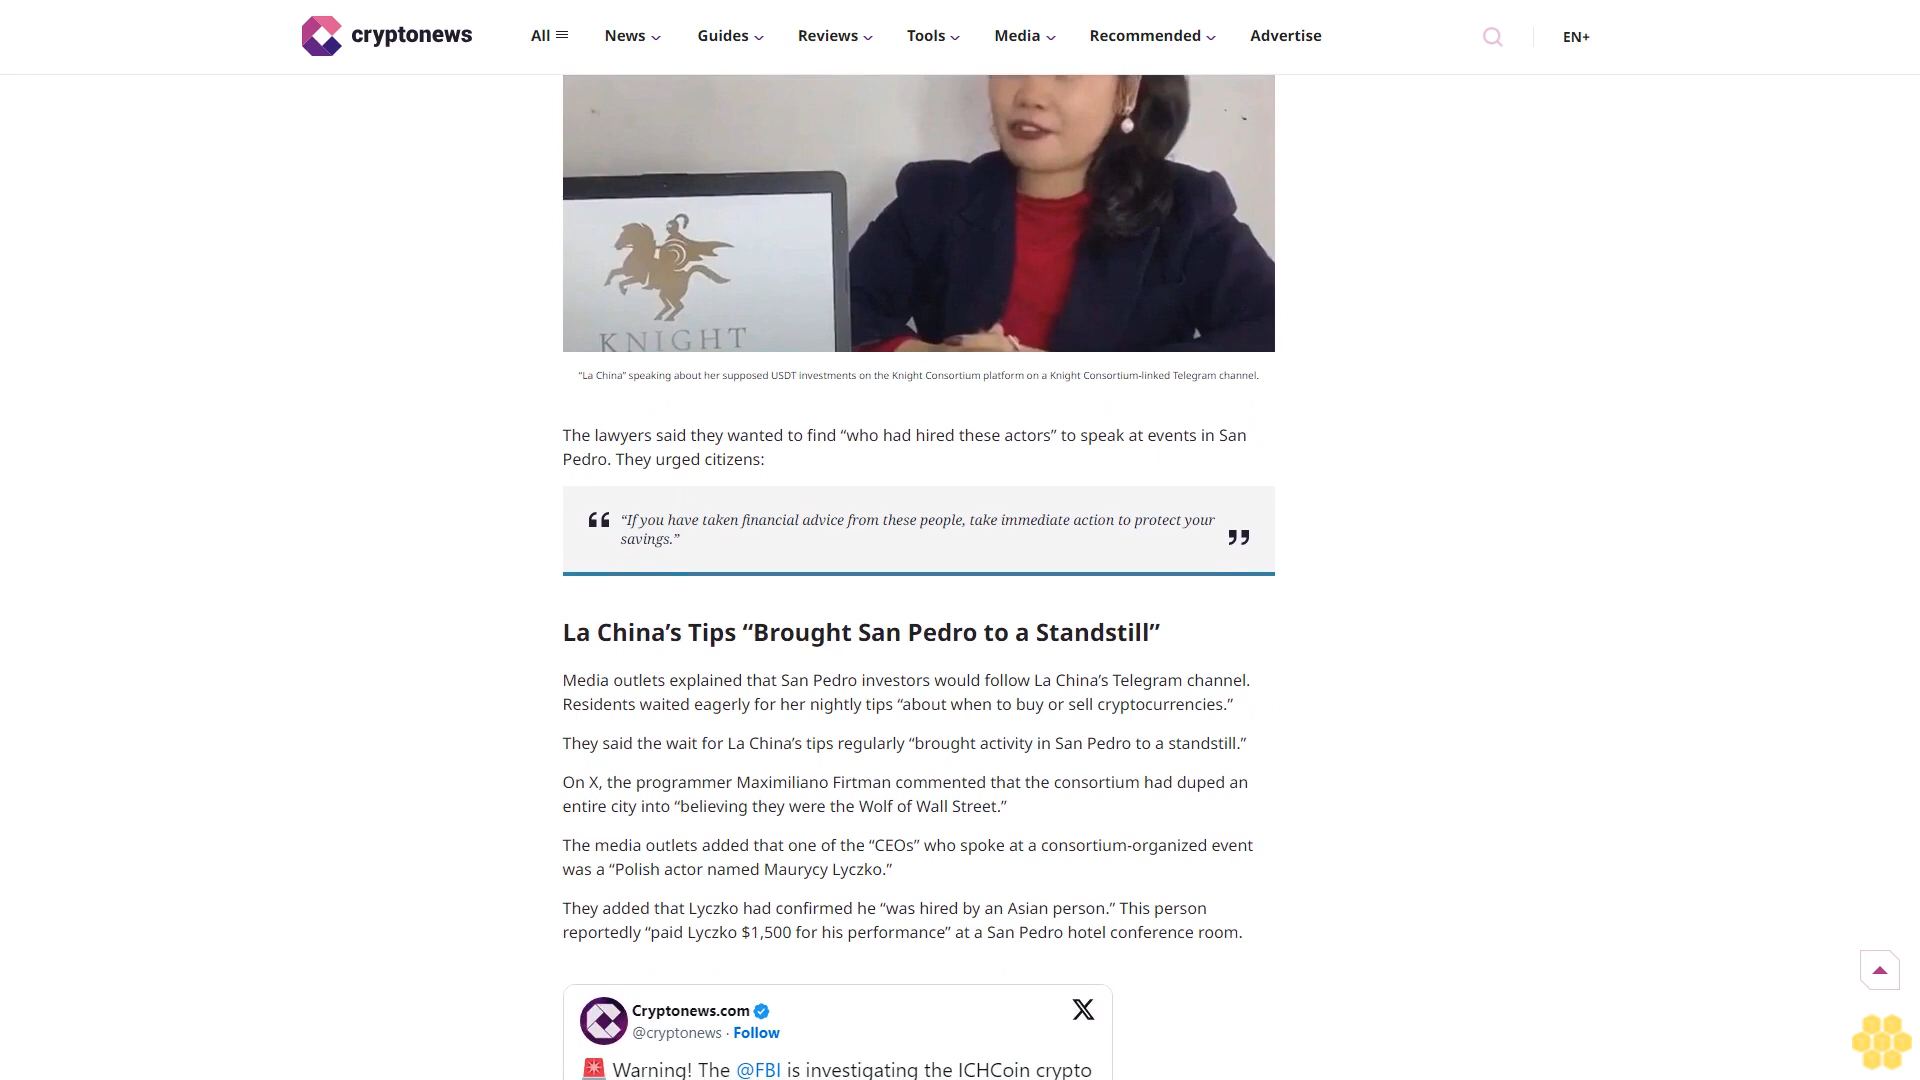 cryptonews
All News Guides Reviews Tools Media Recommended Advertise EN+
KNIGHT
“La China” speaking about her supposed USDT investments on the Knight Consortium platform on a Knight Consortium-linked Telegram channel.
The lawyers said they wanted to find “who had hired these actors” to speak at events in San
Pedro. They urged citizens:
“If you have taken financial advice from these people, take immediate action to protect your
savings.”
La China’s Tips “Brought San Pedro to a Standstill”
Media outlets explained that San Pedro investors would follow La China’s Telegram channel.
Residents waited eagerly for her nightly tips “about when to buy or sell cryptocurrencies.”
They said the wait for La China’s tips regularly “brought activity in San Pedro to a standstill.”
On X, the programmer Maximiliano Firtman commented that the consortium had duped an
entire city into “believing they were the Wolf of Wall Street.”
The media outlets added that one of the “CEOs” who spoke at a consortium-organized event
was a “Polish actor named Maurycy Lyczko.”
They added that Lyczko had confirmed he “was hired by an Asian person.” This person
reportedly “paid Lyczko $1,500 for his performance” at a San Pedro hotel conference room.
Cryptonews.com
@cryptonews · Follow
Warning! The @FBI is investigating the ICHCoin crypto